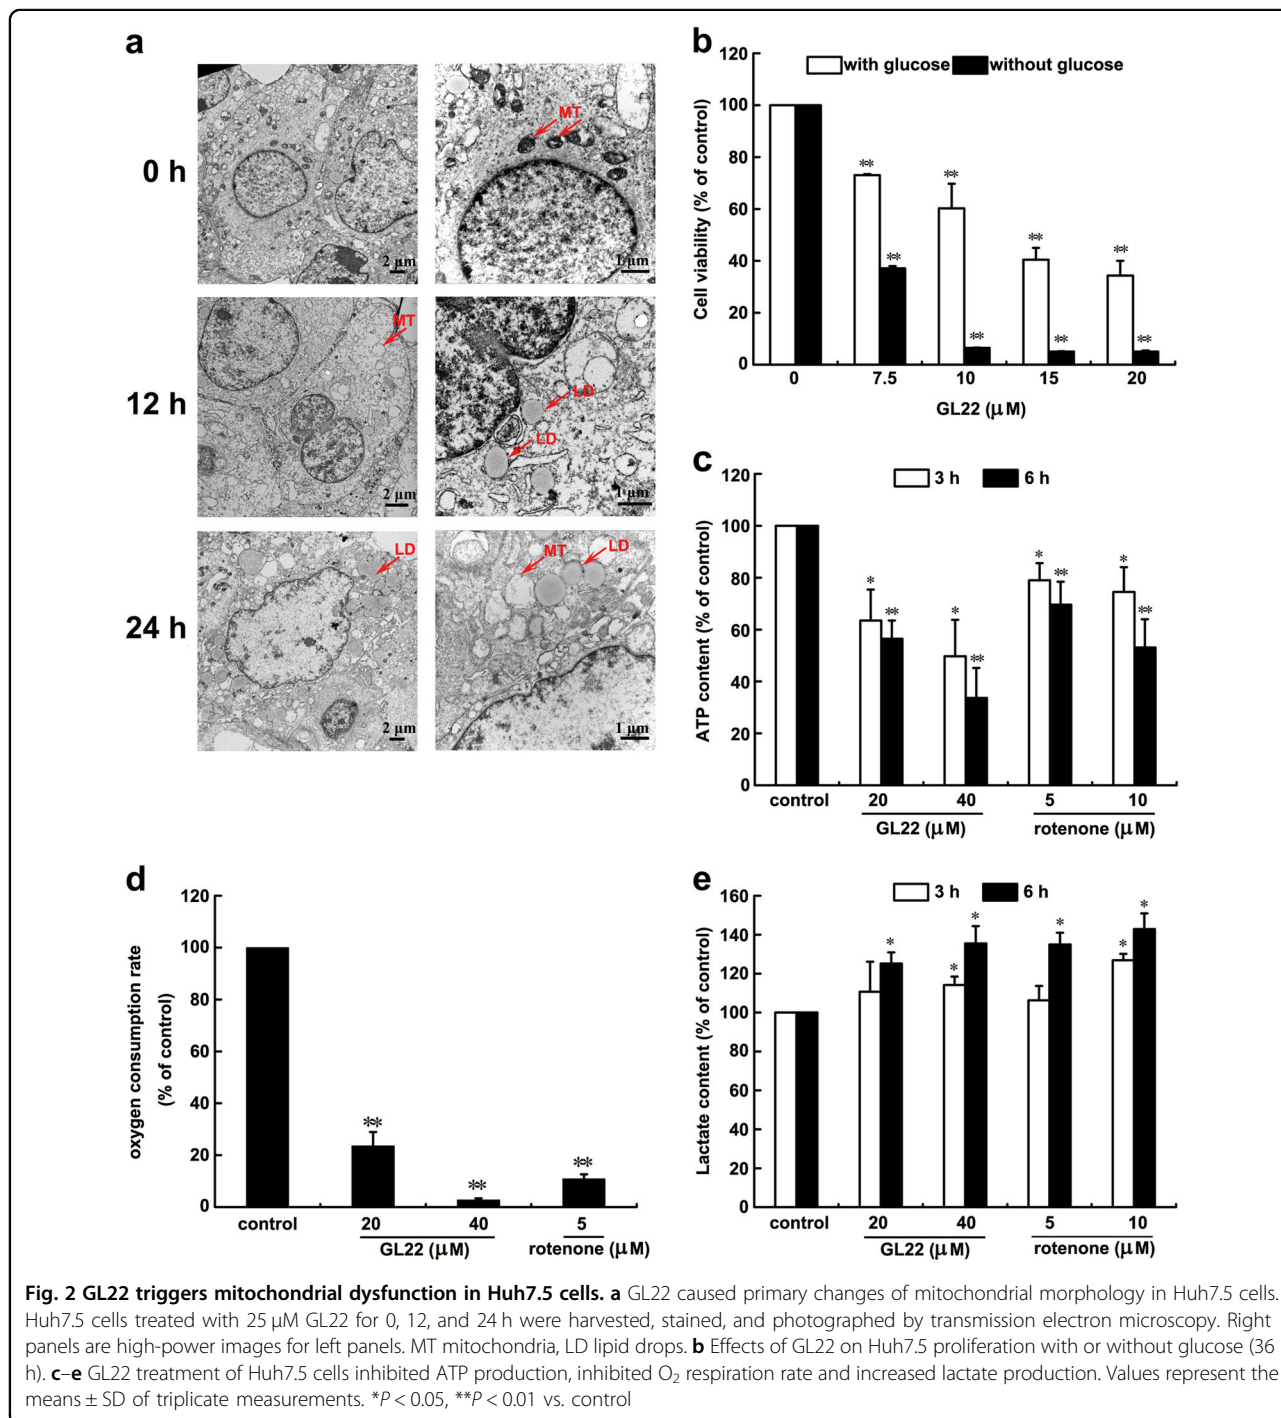 a
0 h
MT
2 µm
1 µm
12 h
MT
LD
LD
2 µm
1 µm
24 h
LD
MT
LD
2 µm
1 µm
b
with glucose without glucose
Cell viability (% of control)
120
100
80
60
40
20
0
** ** ** ** ** ** ** **
0 7.5 10 15 20
GL22 (µM)
c
3 h 6 h
ATP content (% of control)
120
100
80
60
40
20
0
* ** * ** * ** * **
control 20 40 5 10
GL22 (µM) rotenone (µM)
d
oxygen consumption rate
(% of control)
120
100
80
60
40
20
0
** ** **
control 20 40 5
GL22 (µM) rotenone (µM)
e
3 h 6 h
Lactate content (% of control)
160
140
120
100
80
60
40
20
0
* * * * * *
control 20 40 5 10
GL22 (µM) rotenone (µM)
Fig. 2 GL22 triggers mitochondrial dysfunction in Huh7.5 cells. a GL22 caused primary changes of mitochondrial morphology in Huh7.5 cells.
Huh7.5 cells treated with 25 µM GL22 for 0, 12, and 24 h were harvested, stained, and photographed by transmission electron microscopy. Right
panels are high-power images for left panels. MT mitochondria, LD lipid drops. b Effects of GL22 on Huh7.5 proliferation with or without glucose (36
h). c–e GL22 treatment of Huh7.5 cells inhibited ATP production, inhibited O₂ respiration rate and increased lactate production. Values represent the
means ± SD of triplicate measurements. *P < 0.05, **P < 0.01 vs. control